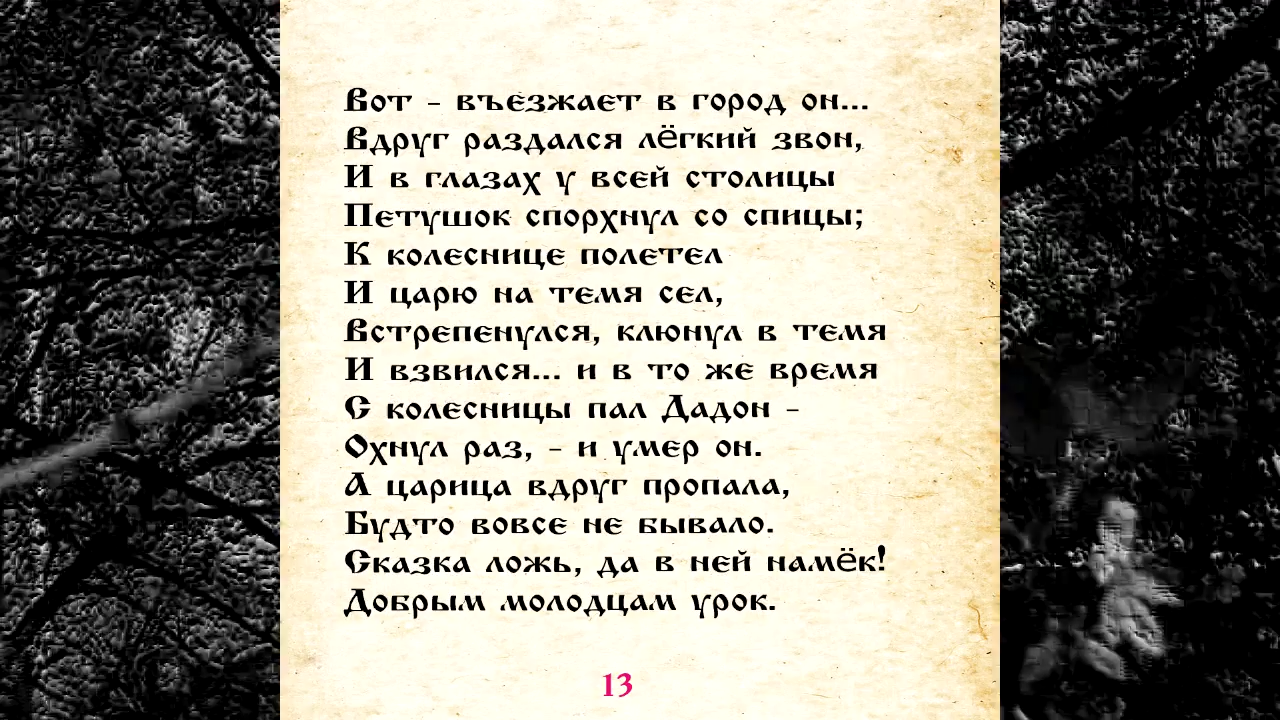 Вот – въезжает в город он...
Вдруг раздался лёгкий звон,
И в глазах у всей столицы
Петушок спорхнул со спицы;
К колеснице полетел
И царю на темя сел,
Встрепенулся, клюнул в темя
И взвился... и в то же время
С колесницы пал Дадон –
Охнул раз, – и умер он.
А царица вдруг пропала,
Будто вовсе не бывало.
Сказка ложь, да в ней намёк!
Добрым молодцам урок.
13